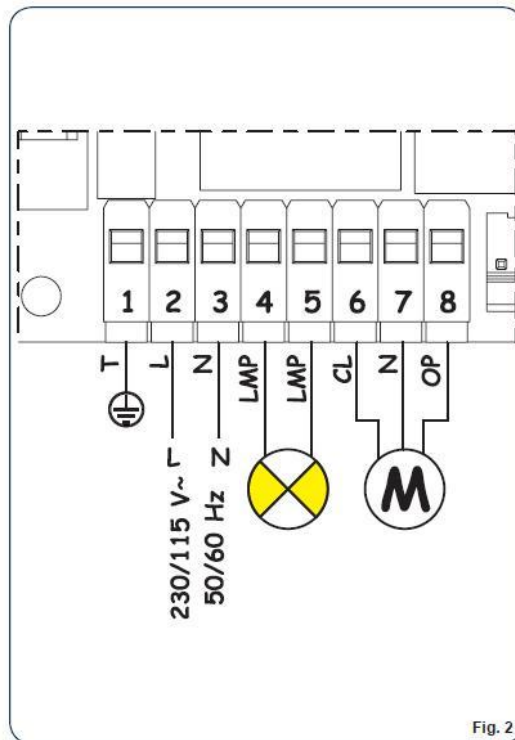 1 2 3 4 5 6 7 8
T L N LMP LMP CL N OP
L N
230/115 V~
50/60 Hz
M
Fig. 2